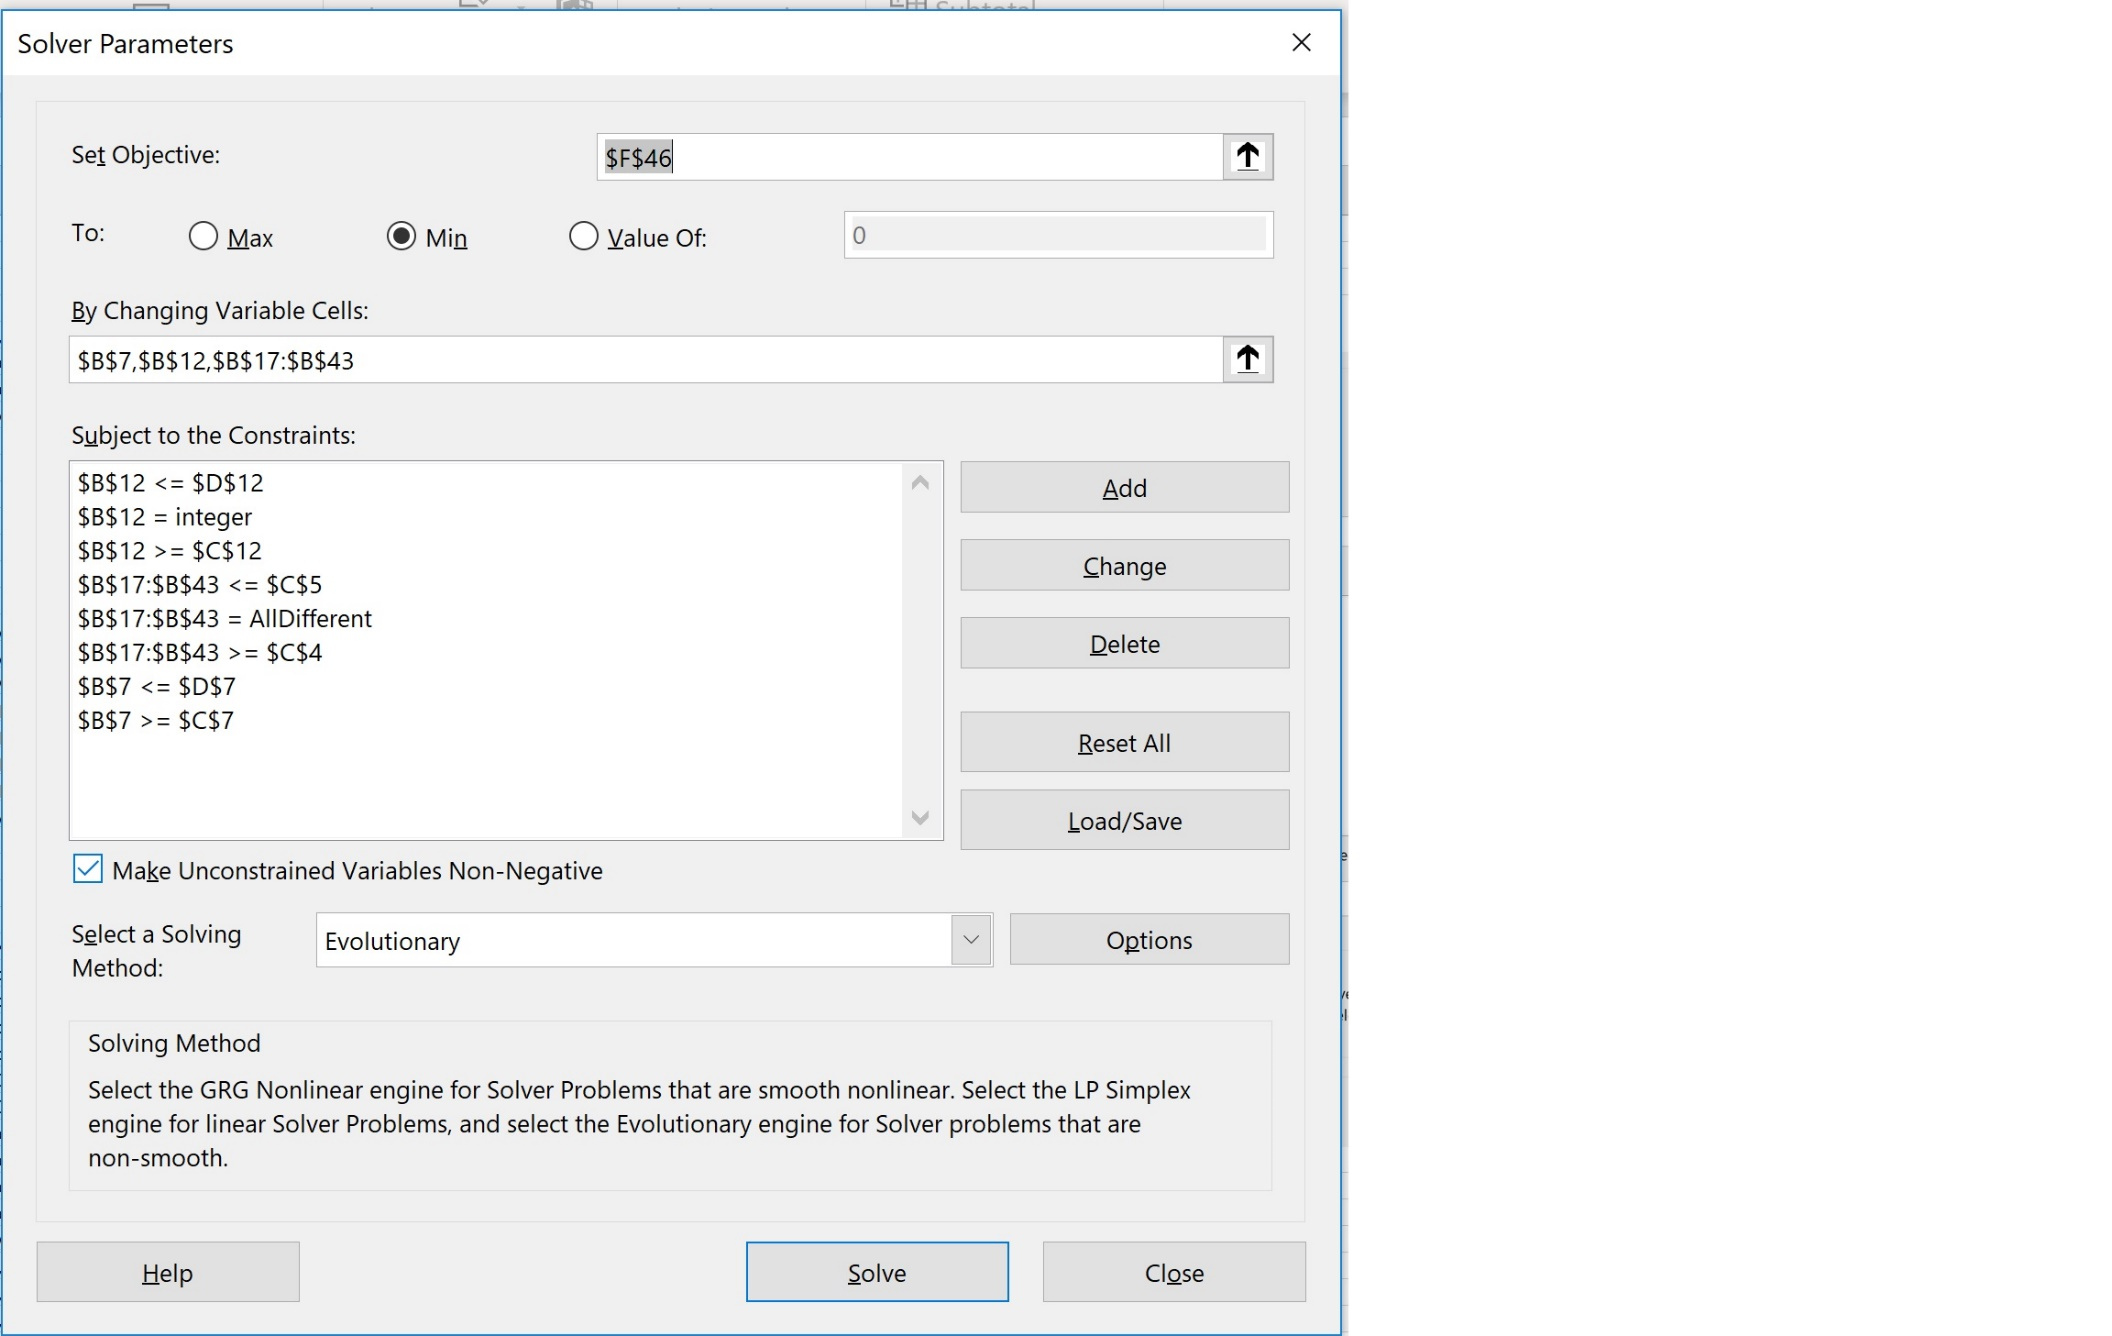 Solver Parameters
Set Objective:
$F$46
To:
Max
Min
Value Of:
0
By Changing Variable Cells:
$B$7,$B$12,$B$17:$B$43
Subject to the Constraints:
$B$12 <= $D$12
$B$12 = integer
$B$12 >= $C$12
$B$17:$B$43 <= $C$5
$B$17:$B$43 = AllDifferent
$B$17:$B$43 >= $C$4
$B$7 <= $D$7
$B$7 >= $C$7
Add
Change
Delete
Reset All
Load/Save
Make Unconstrained Variables Non-Negative
Select a Solving
Method:
Evolutionary
Options
Solving Method
Select the GRG Nonlinear engine for Solver Problems that are smooth nonlinear. Select the LP Simplex
engine for linear Solver Problems, and select the Evolutionary engine for Solver problems that are
non-smooth.
Help
Solve
Close